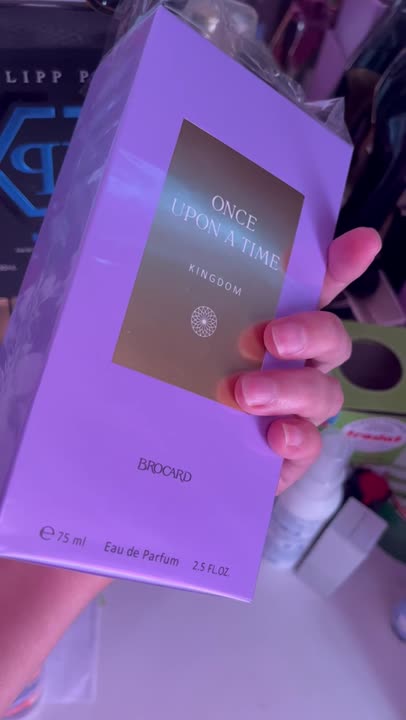 LIPP P
ONCE
UPON A TIME
KINGDOM
BROCARD
℮ 75 ml Eau de Parfum 2.5 FL.OZ.